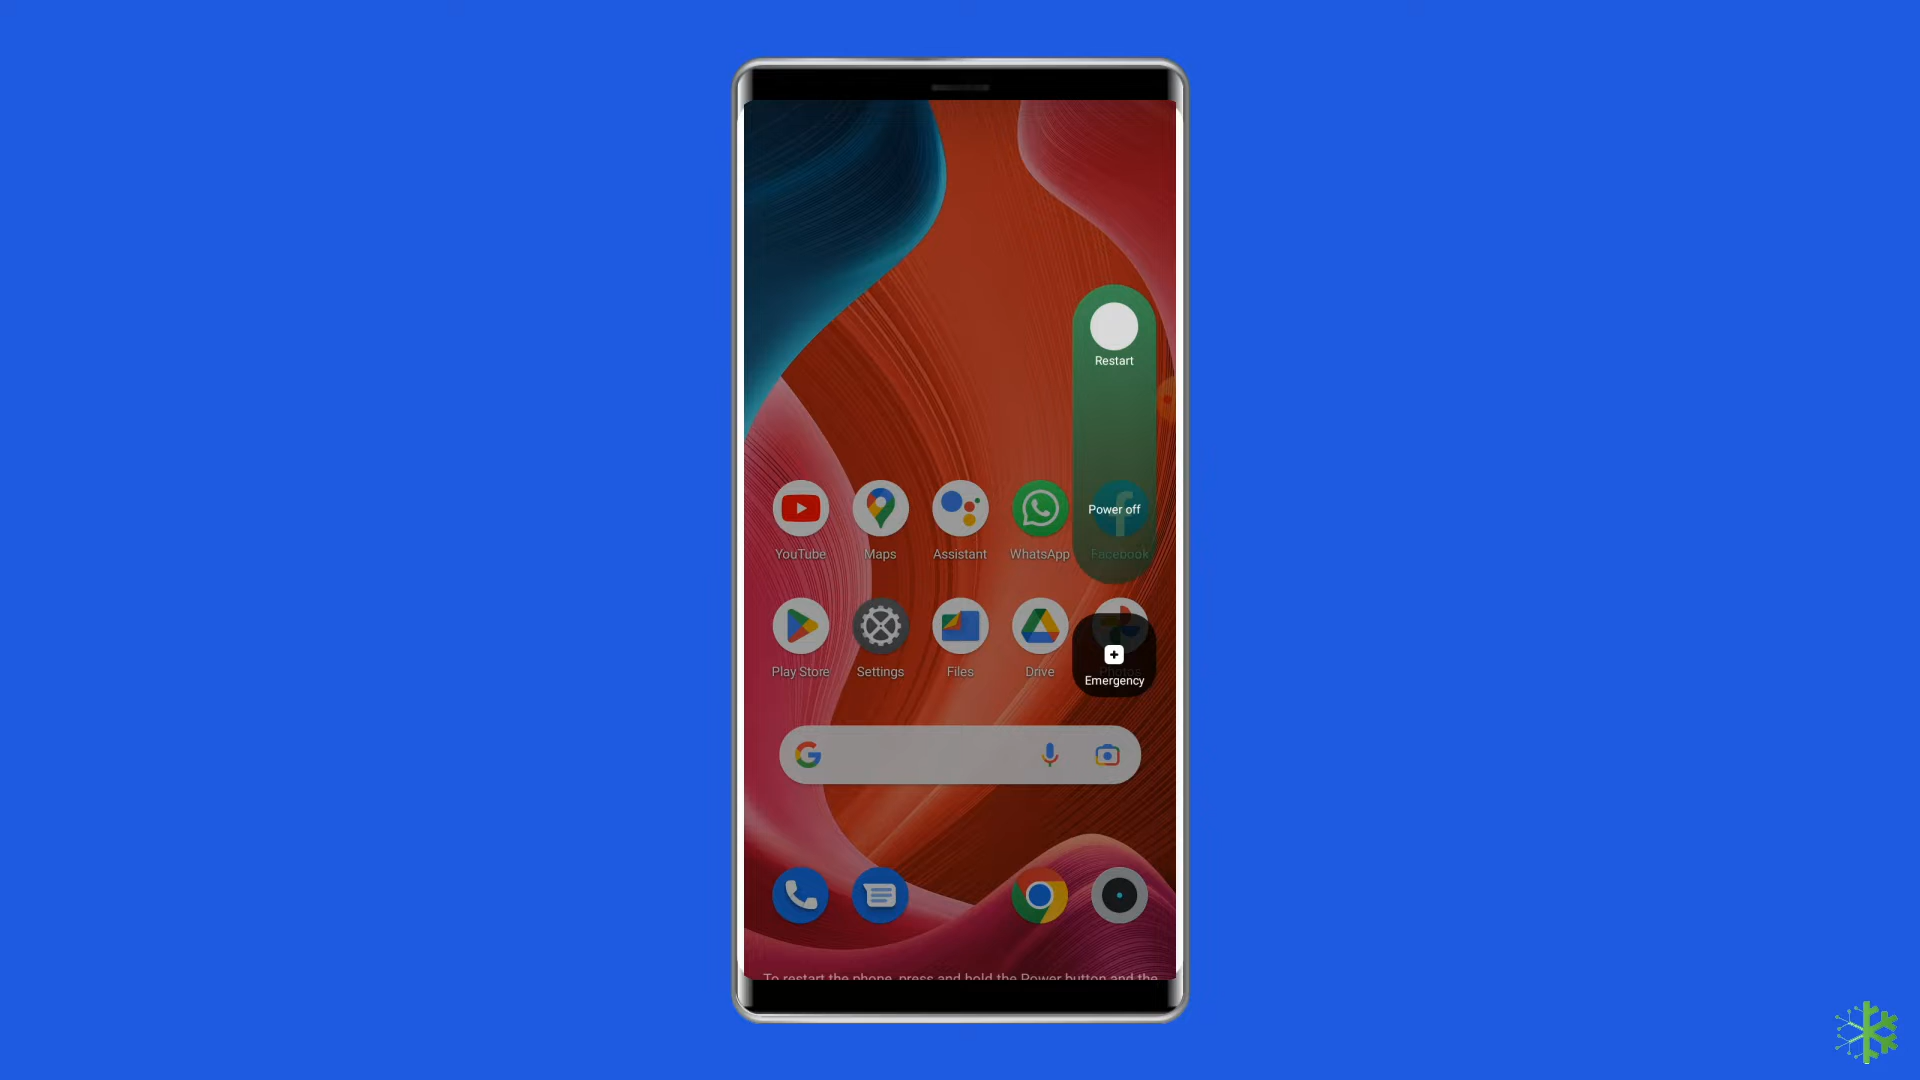 Restart
Power off
YouTube
Maps
Assistant
WhatsApp
Facebook
Play Store
Settings
Files
Drive
Photos
Emergency
To restart the phone, press and hold the Power button and the